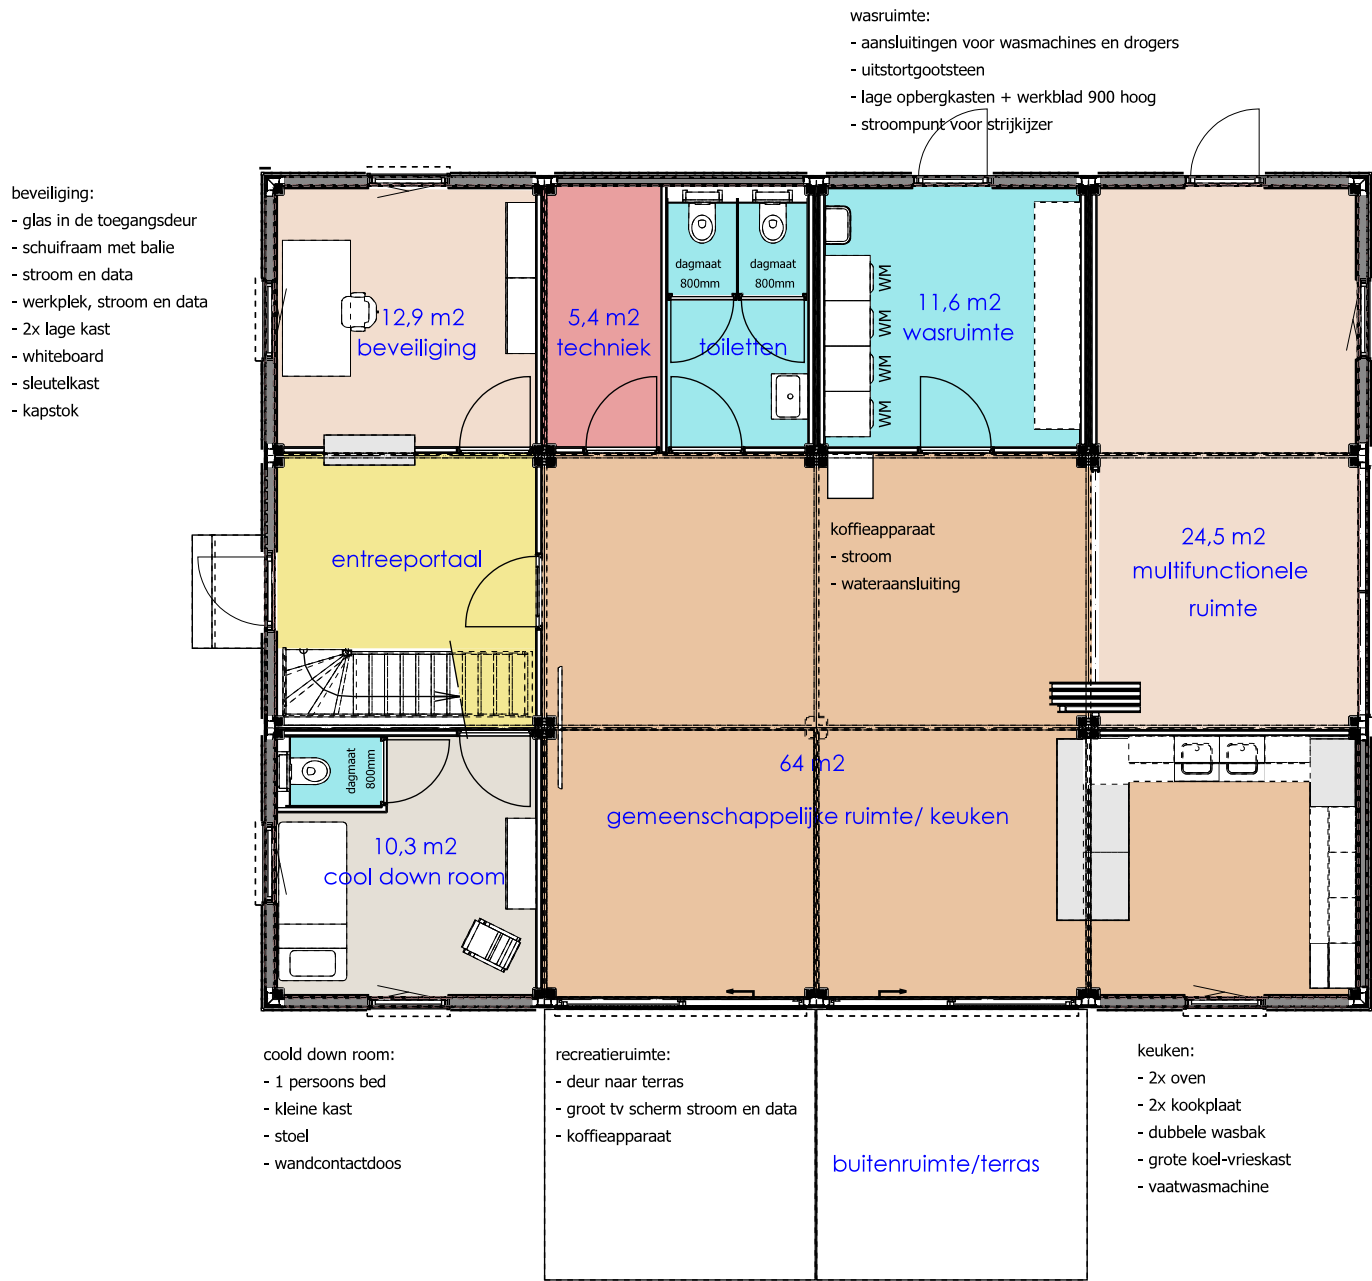 wasruimte:
- aansluitingen voor wasmachines en drogers
- uitstortgootsteen
- lage opbergkasten + werkblad 900 hoog
- stroompunt voor strijkijzer
beveiliging:
- glas in de toegangsdeur
- schuifraam met balie
- stroom en data
- werkplek, stroom en data
- 2x lage kast
- whiteboard
- sleutelkast
- kapstok
12,9 m2
beveiliging
5,4 m2
techniek
dagmaat
800mm
dagmaat
800mm
toiletten
WM
WM
WM
WM
11,6 m2
wasruimte
entreeportaal
koffieapparaat
- stroom
- wateraansluiting
24,5 m2
multifunctionele
ruimte
dagmaat
800mm
10,3 m2
cool down room
64 m2
gemeenschappelijke ruimte/ keuken
coold down room:
- 1 persoons bed
- kleine kast
- stoel
- wandcontactdoos
recreatieruimte:
- deur naar terras
- groot tv scherm stroom en data
- koffieapparaat
buitenruimte/terras
keuken:
- 2x oven
- 2x kookplaat
- dubbele wasbak
- grote koel-vrieskast
- vaatwasmachine